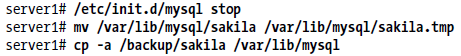 server1# /etc/init.d/mysql stop
server1# mv /var/lib/mysql/sakila /var/lib/mysql/sakila.tmp
server1# cp -a /backup/sakila /var/lib/mysql